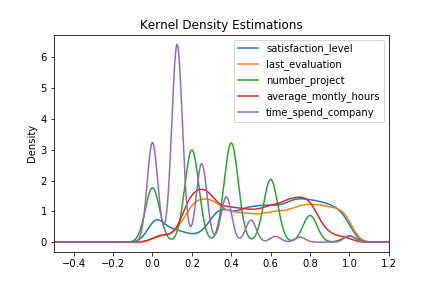 Kernel Density Estimations
satisfaction_level
last_evaluation
number_project
average_montly_hours
time_spend_company
Density
6
5
4
3
2
1
0
−0.4 −0.2 0.0 0.2 0.4 0.6 0.8 1.0 1.2